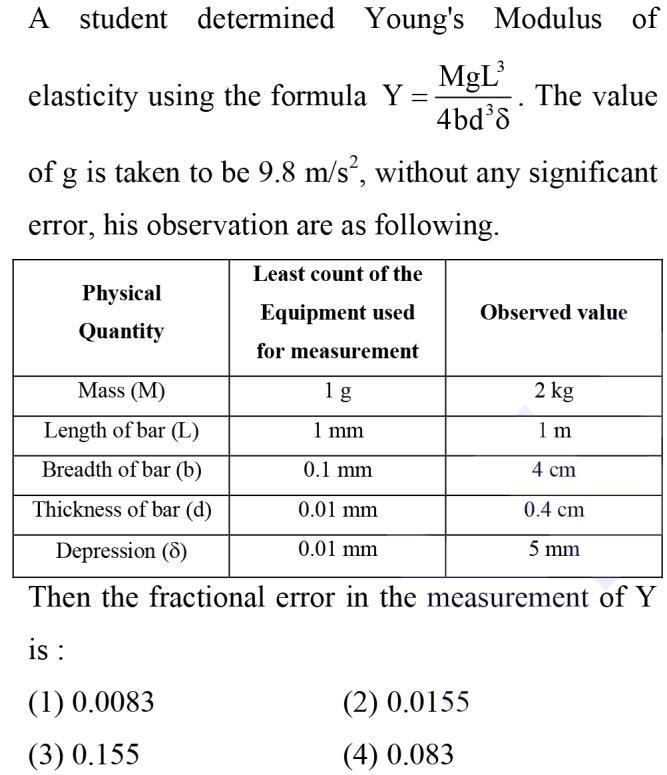 A student determined Young's Modulus of
elasticity using the formula Y = MgL³ / 4bd³δ . The value
of g is taken to be 9.8 m/s², without any significant
error, his observation are as following.
Physical Quantity | Least count of the Equipment used for measurement | Observed value
Mass (M) | 1 g | 2 kg
Length of bar (L) | 1 mm | 1 m
Breadth of bar (b) | 0.1 mm | 4 cm
Thickness of bar (d) | 0.01 mm | 0.4 cm
Depression (δ) | 0.01 mm | 5 mm
Then the fractional error in the measurement of Y
is :
(1) 0.0083 (2) 0.0155
(3) 0.155 (4) 0.083